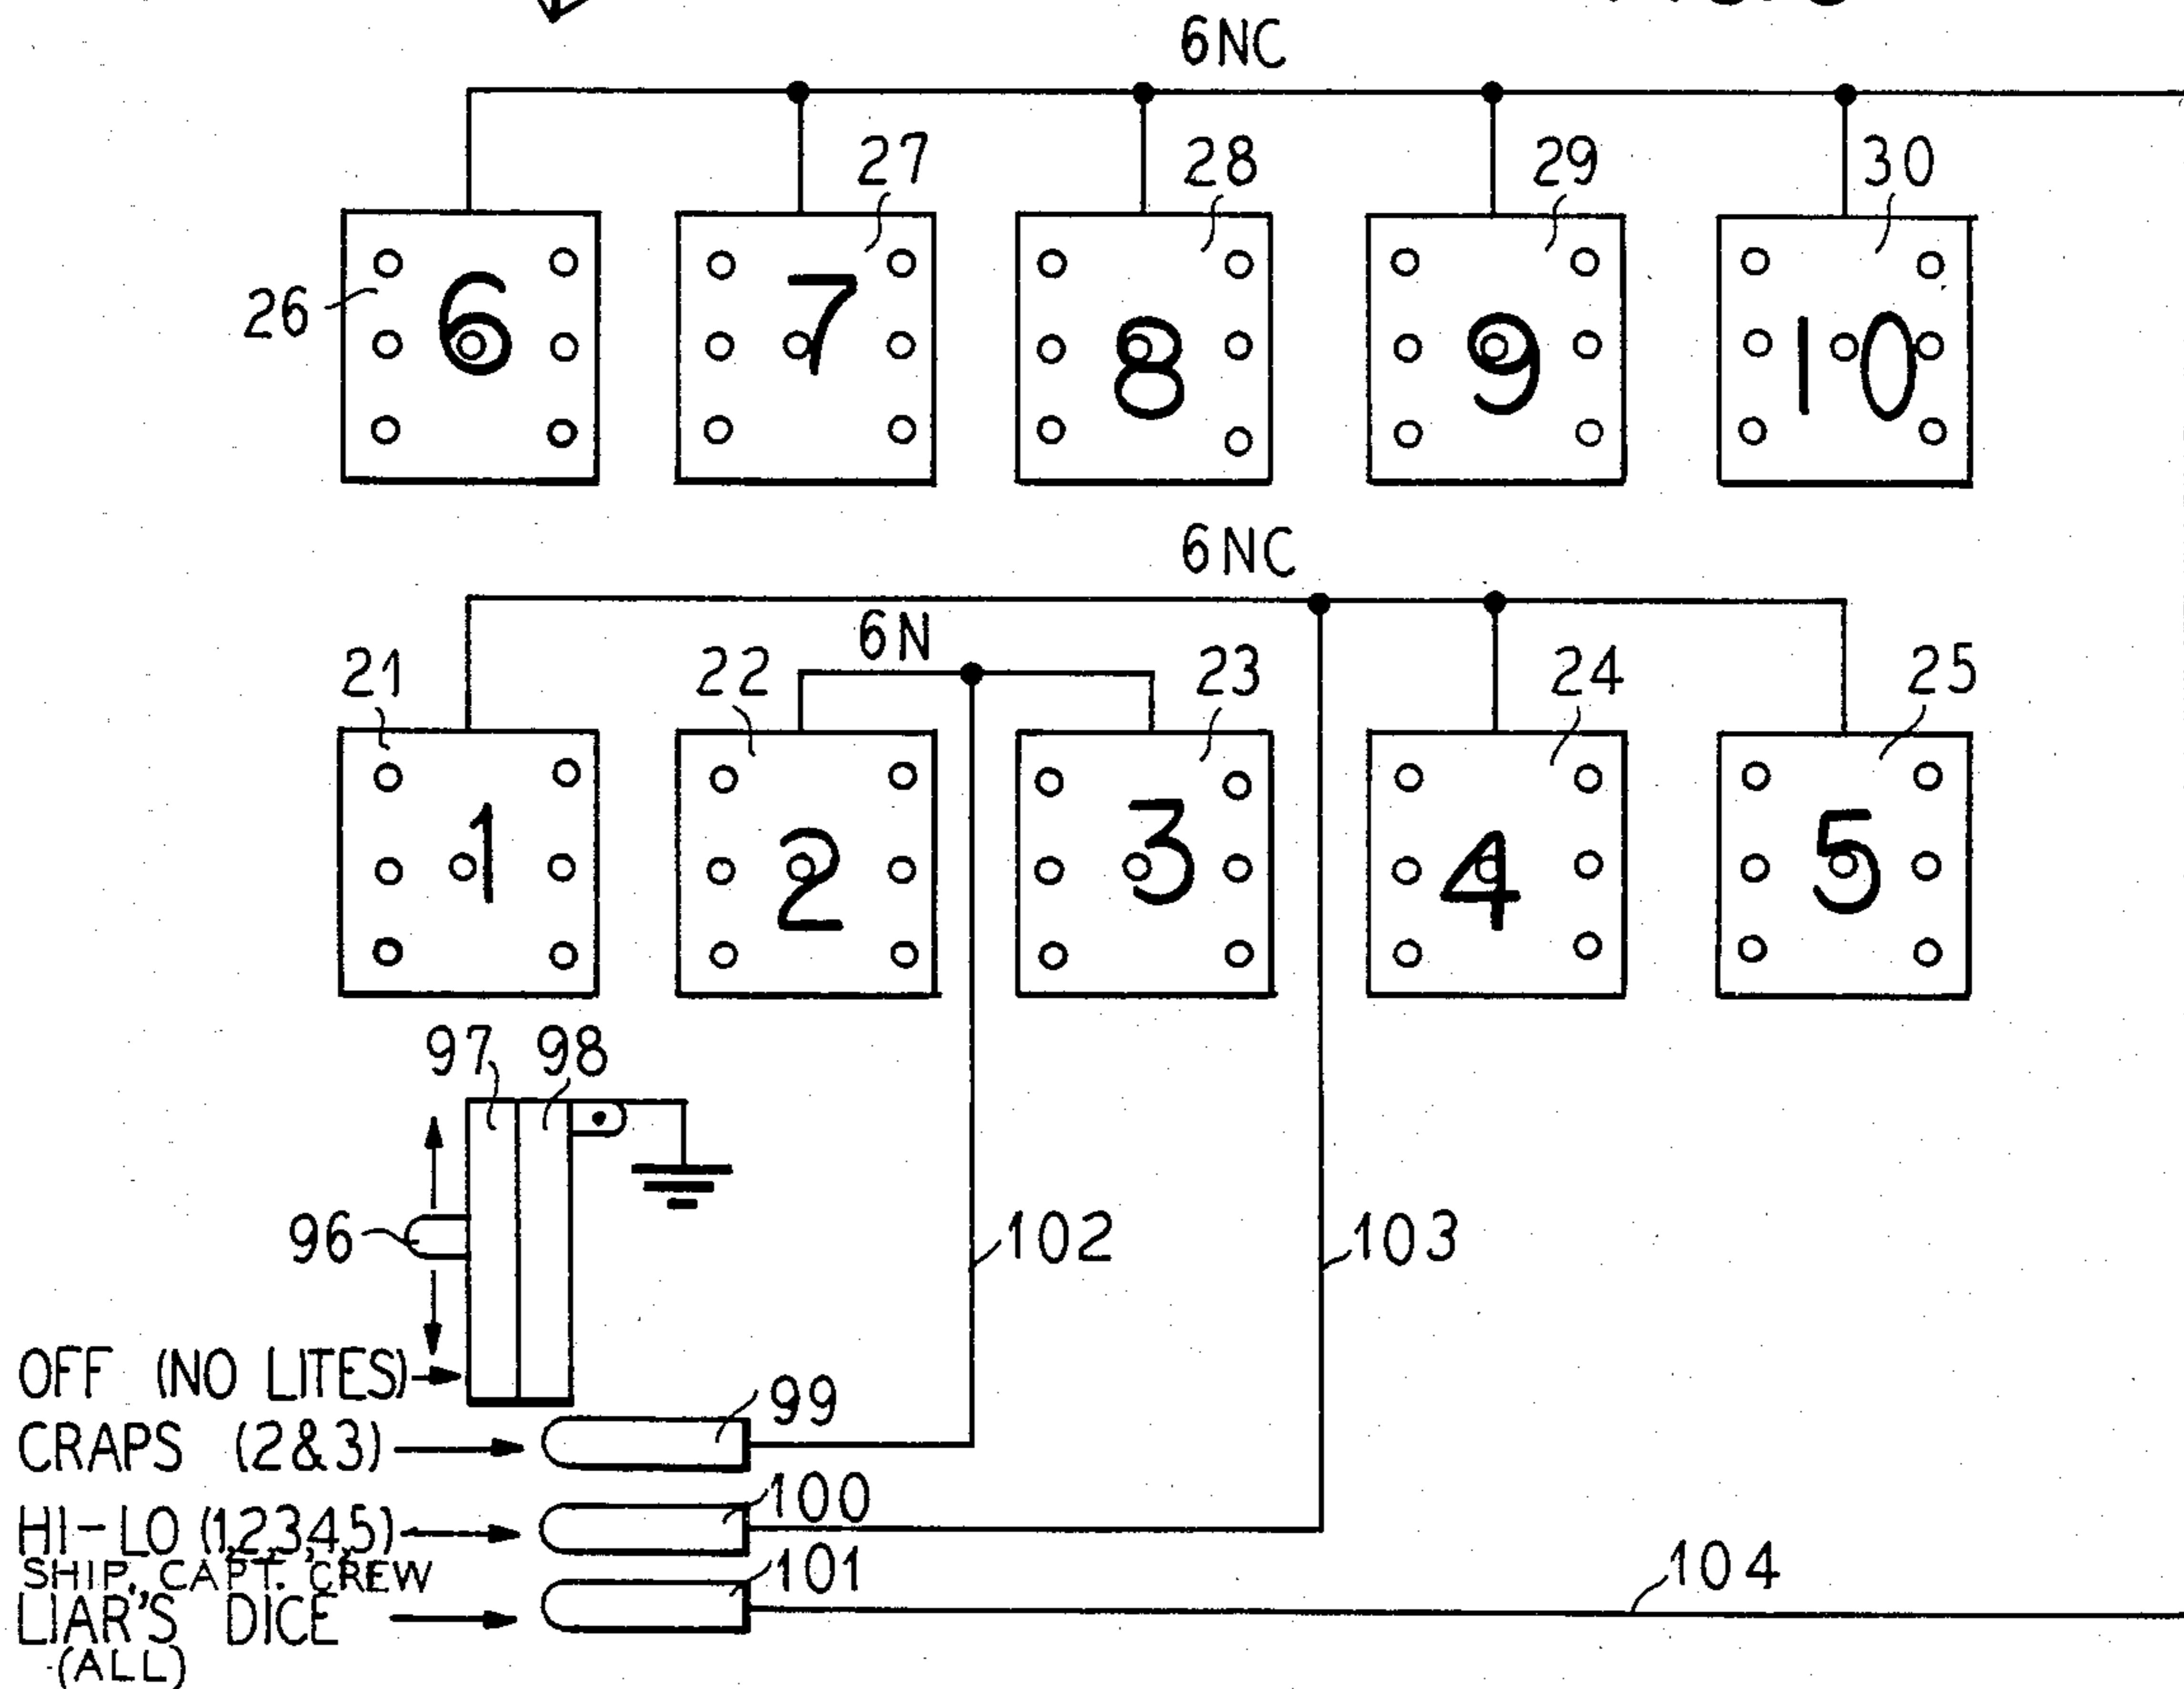 6NC
27 28 29 30
26 6 7 8 9 10
6NC
6N
21 22 23 24 25
1 2 3 4 5
97 98
96 102 103
OFF (NO LITES)
99
CRAPS (2&3)
100
HI-LO (1,2,3,4,5)
SHIP, CAPT. CREW
101
104
LIAR'S DICE
(ALL)